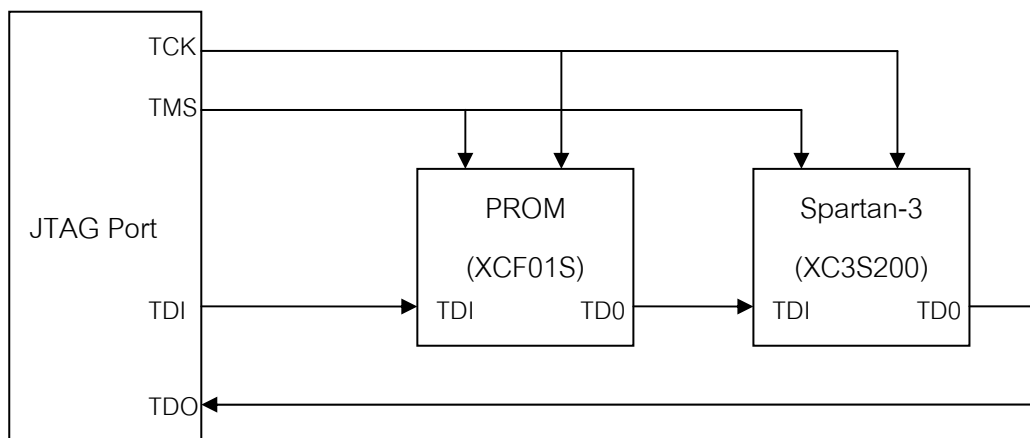 TCK
TMS
JTAG Port
TDI
TDO
PROM
(XCF01S)
TDI
TD0
Spartan-3
(XC3S200)
TDI
TD0